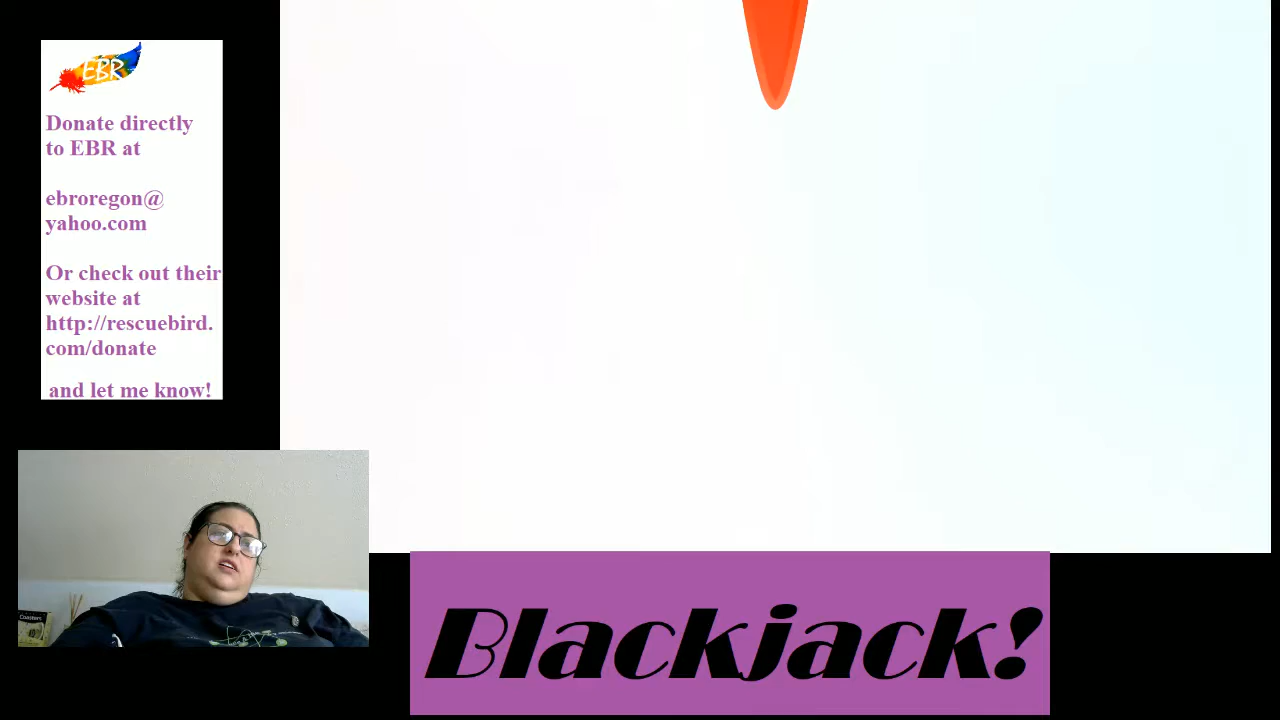 EBR
Donate directly
to EBR at
ebroregon@
yahoo.com
Or check out their
website at
http://rescuebird.
com/donate
and let me know!
Coasters
Blackjack!